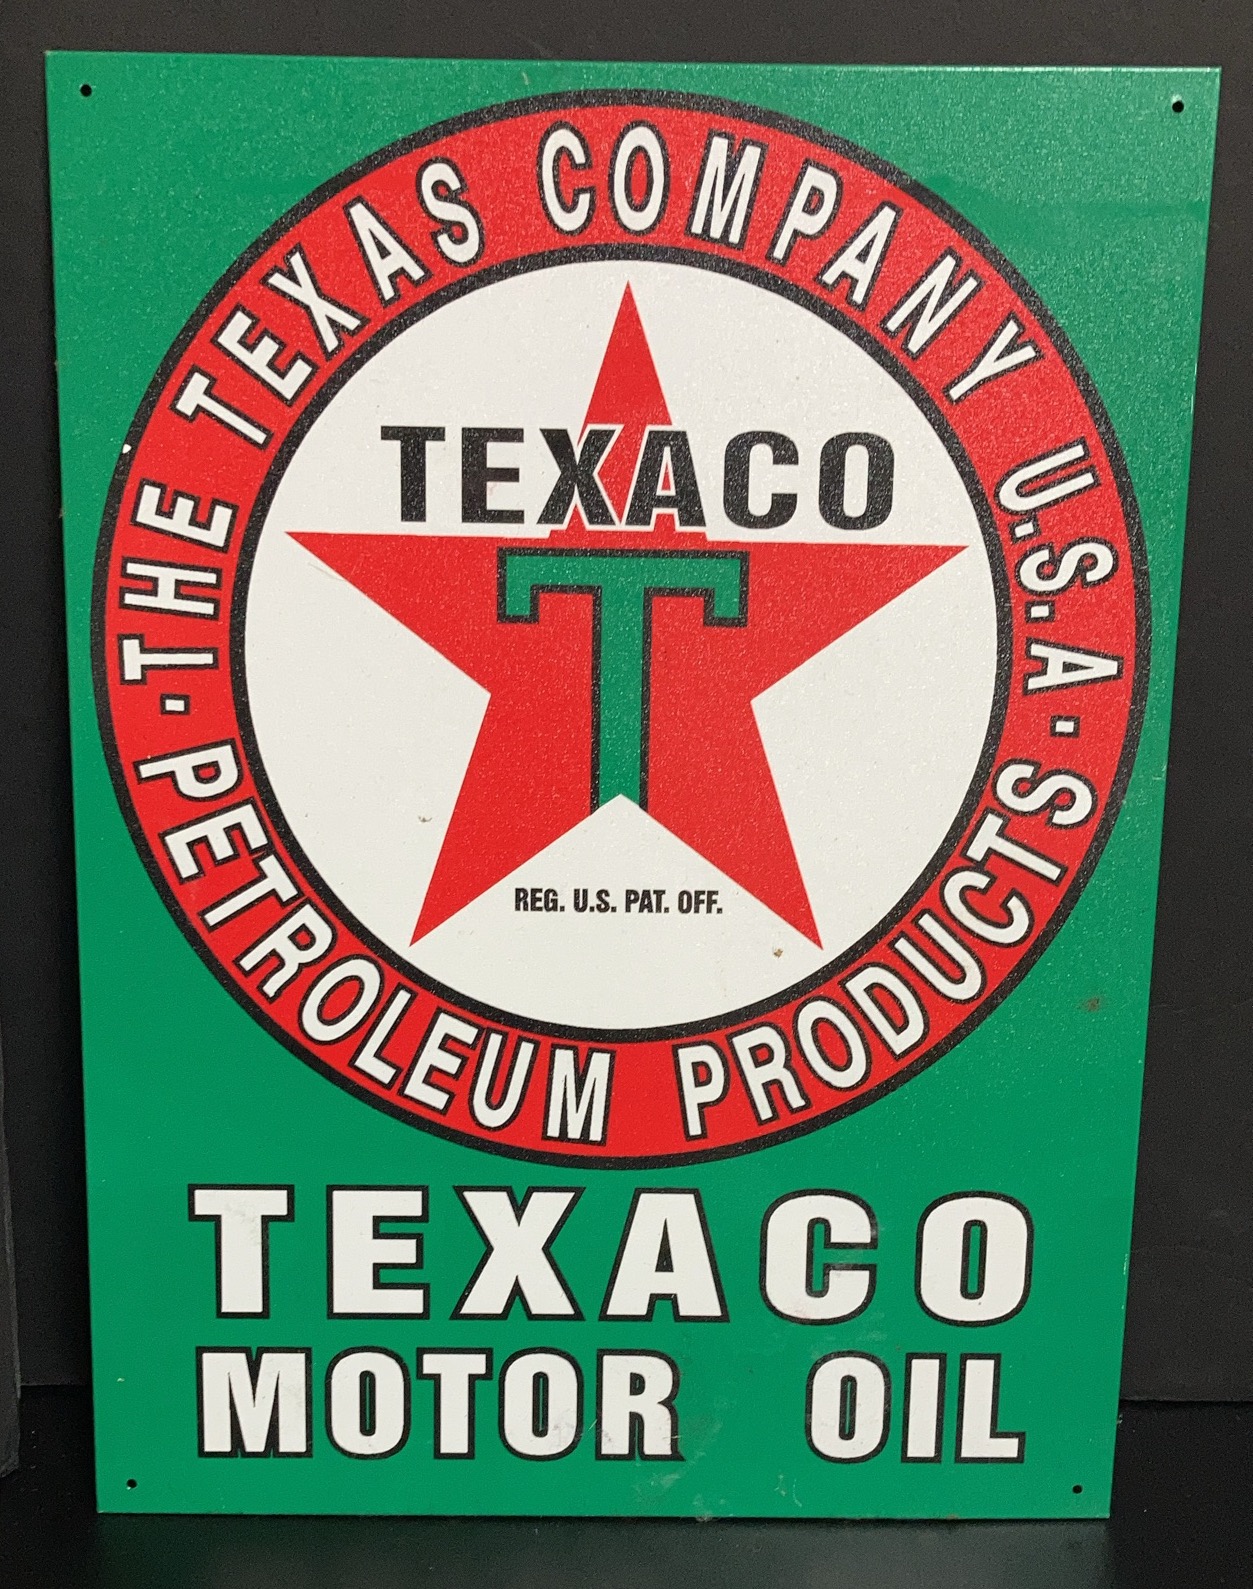 ·THE TEXAS COMPANY U.S.A·
TEXACO
T
REG. U.S. PAT. OFF.
PETROLEUM PRODUCTS
TEXACO
MOTOR OIL